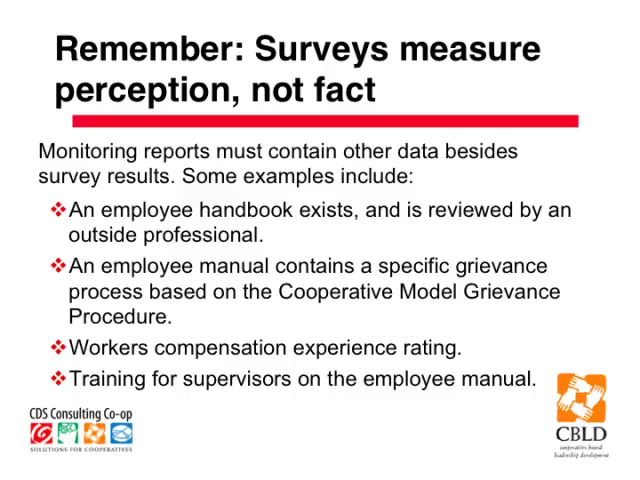 Remember: Surveys measure
perception, not fact
Monitoring reports must contain other data besides
survey results. Some examples include:
❖An employee handbook exists, and is reviewed by an
outside professional.
❖An employee manual contains a specific grievance
process based on the Cooperative Model Grievance
Procedure.
❖Workers compensation experience rating.
❖Training for supervisors on the employee manual.
CDS Consulting Co-op
SOLUTIONS FOR COOPERATIVES
CBLD
cooperative board
leadership development